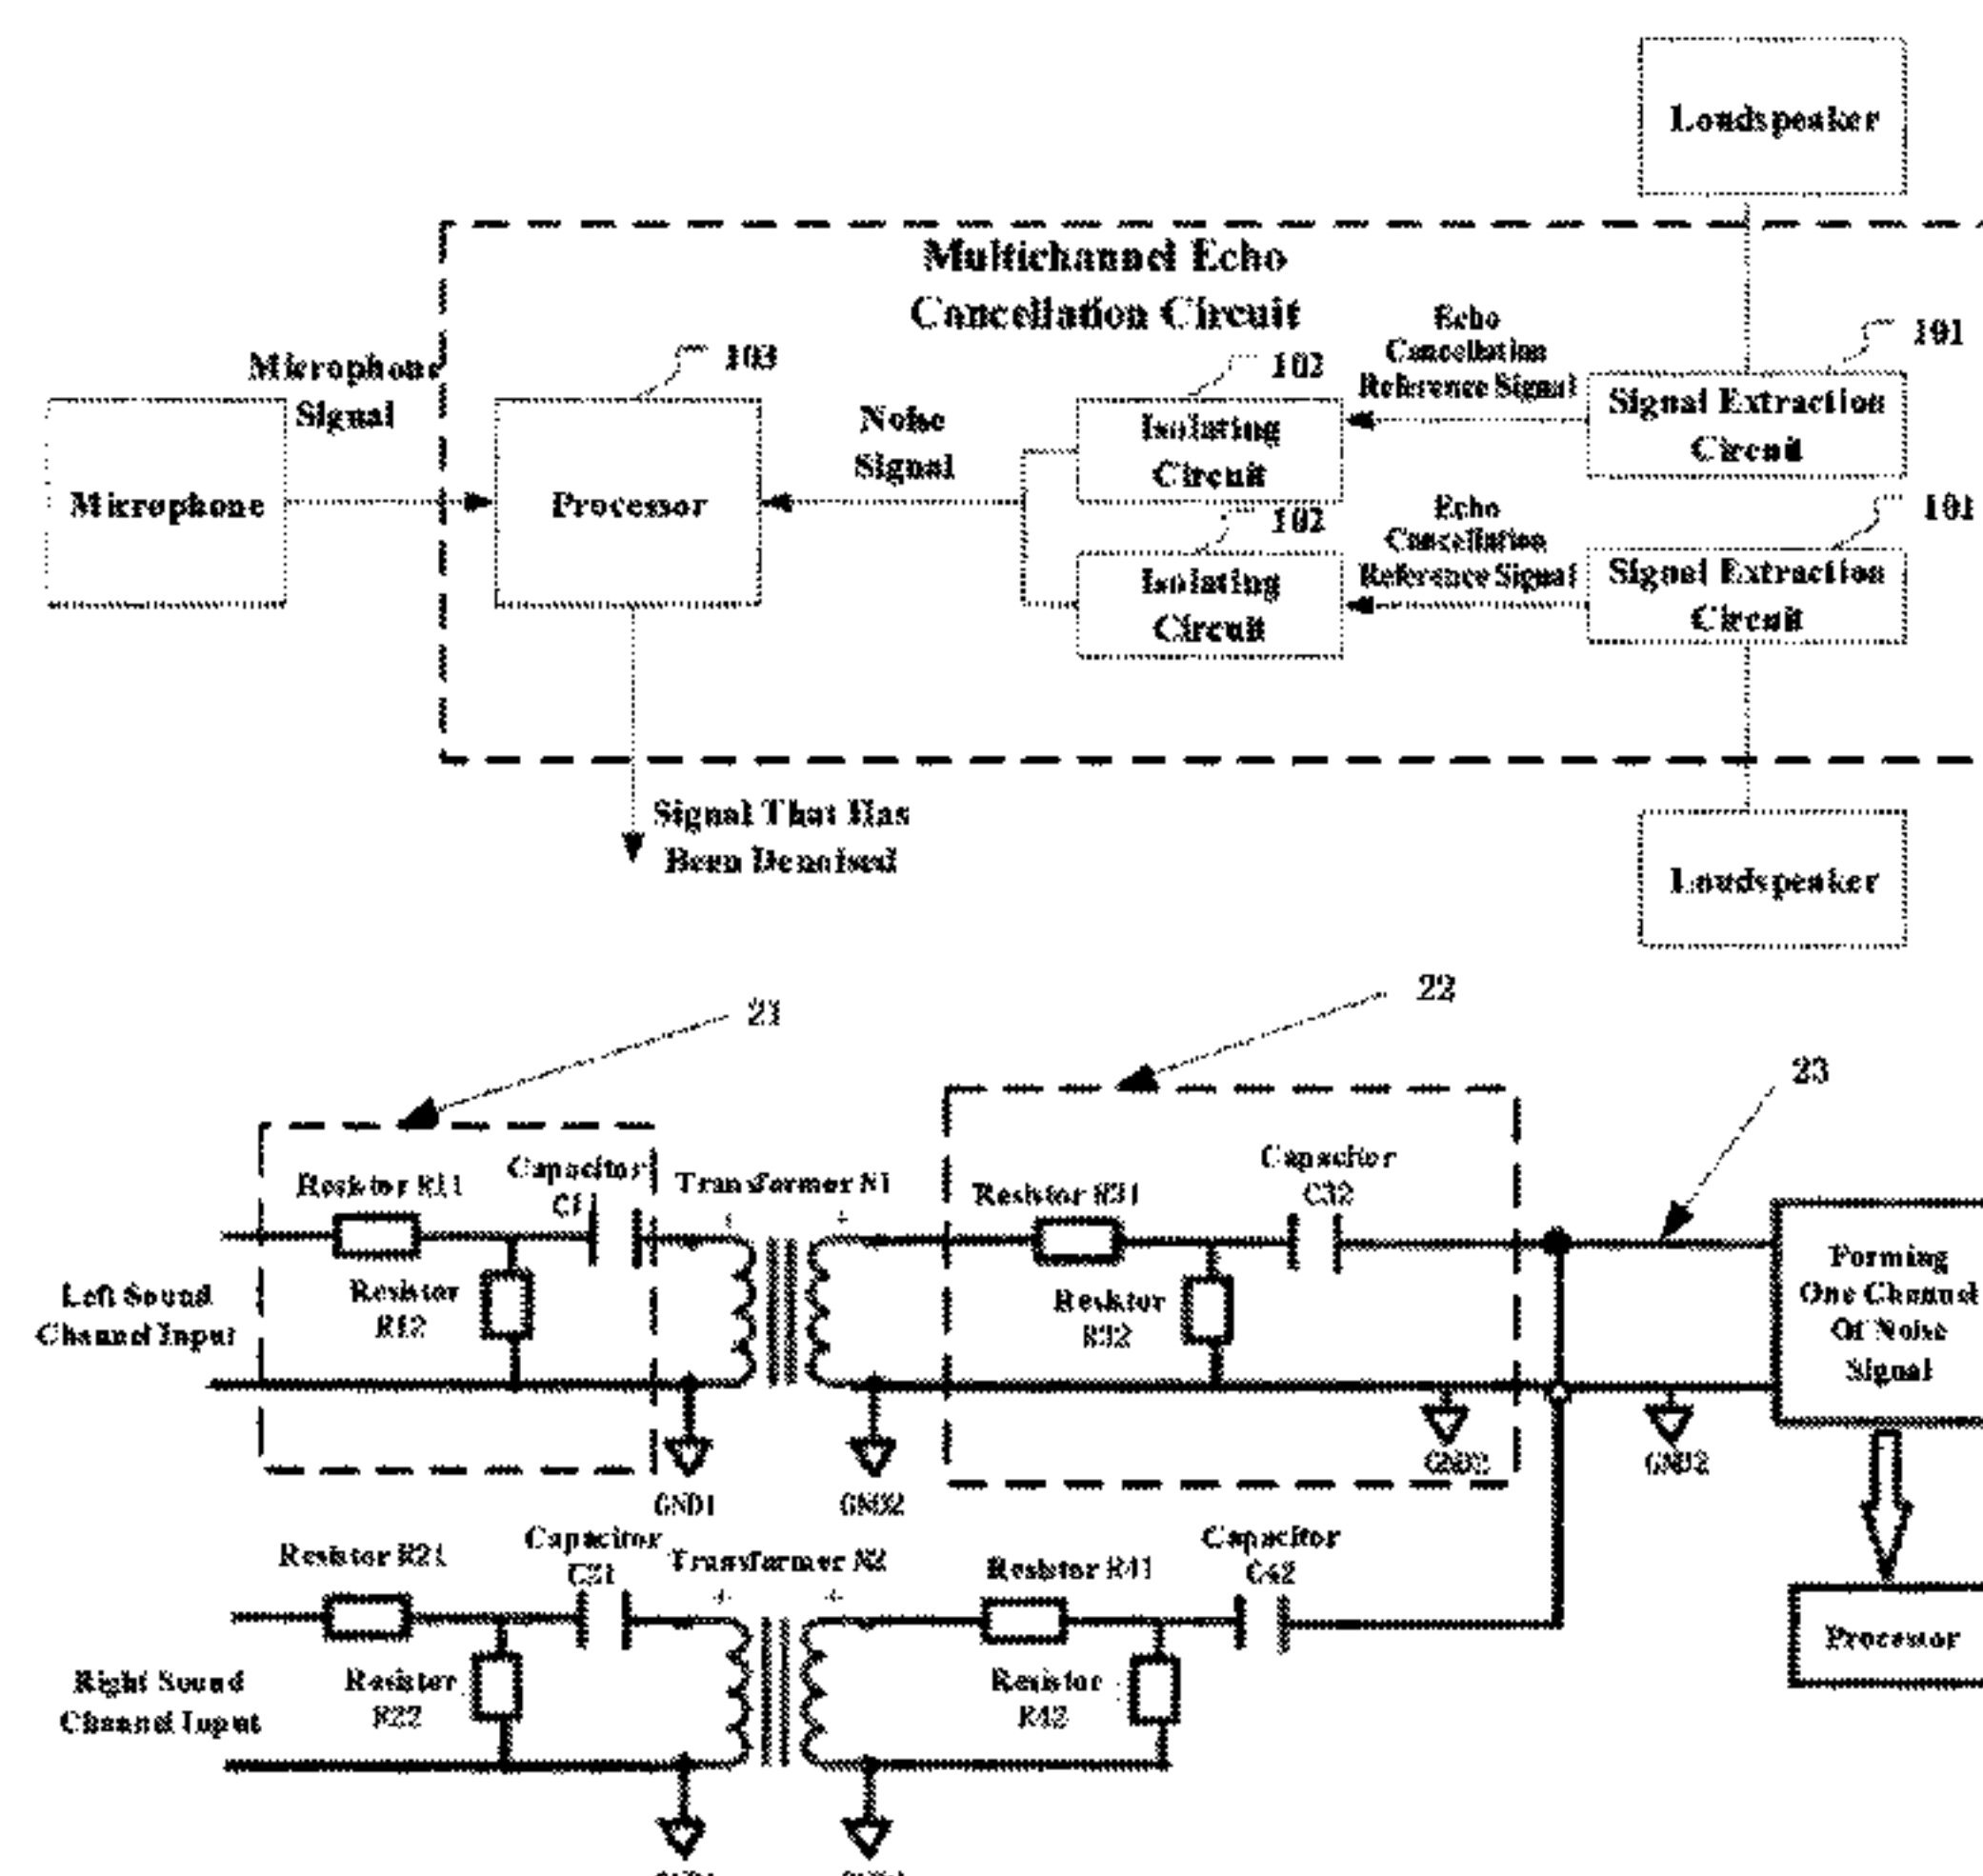 Loudspeaker
Multichannel Echo
Cancellation Circuit
Microphone
Signal
103
102
Echo
Cancellation
Reference Signal
101
Signal Extraction
Circuit
Noise
Signal
Isolating
Circuit
Microphone
Processor
102
Echo
Cancellation
Reference Signal
101
Signal Extraction
Circuit
Isolating
Circuit
Signal That Has
Been Denoised
Loudspeaker
21
22
23
Resistor R11
Capacitor
C11
Transformer N1
Resistor R31
Capacitor
C32
+
+
Left Sound
Channel Input
Resistor
R12
Resistor
R32
Forming
One Channel
Of Noise
Signal
GND1
GND2
GND2
GND2
Resistor R21
Capacitor
C21
Transformer N2
Resistor R41
Capacitor
C42
+
+
Right Sound
Channel Input
Resistor
R22
Resistor
R42
Processor